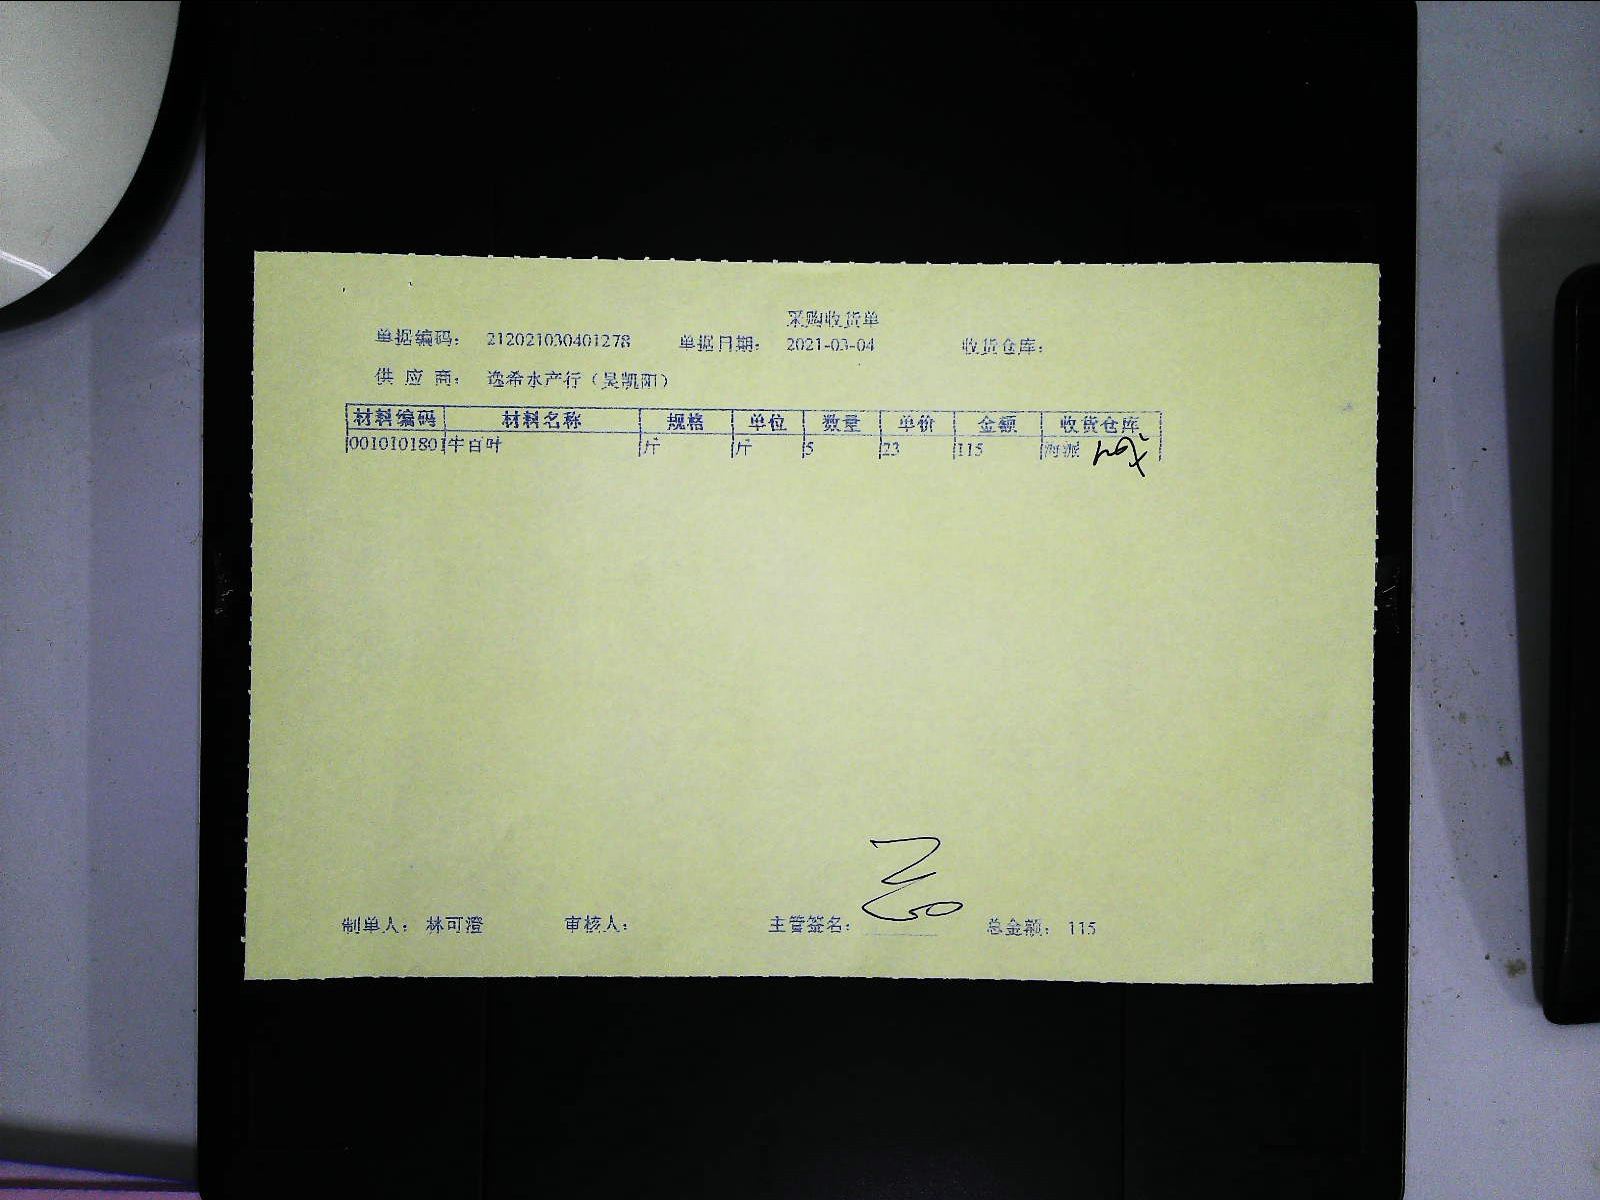 采购收货单
单据编码： 212021030401278 单据日期： 2021-03-04 收货仓库：
供 应 商： 逸希水产行（吴凯阳）
材料编码 材料名称 规格 单位 数量 单价 金额 收货仓库
0010101801 牛百叶 斤 斤 5 23 115 海派
制单人： 林可澄 审核人： 主管签名： 总金额： 115